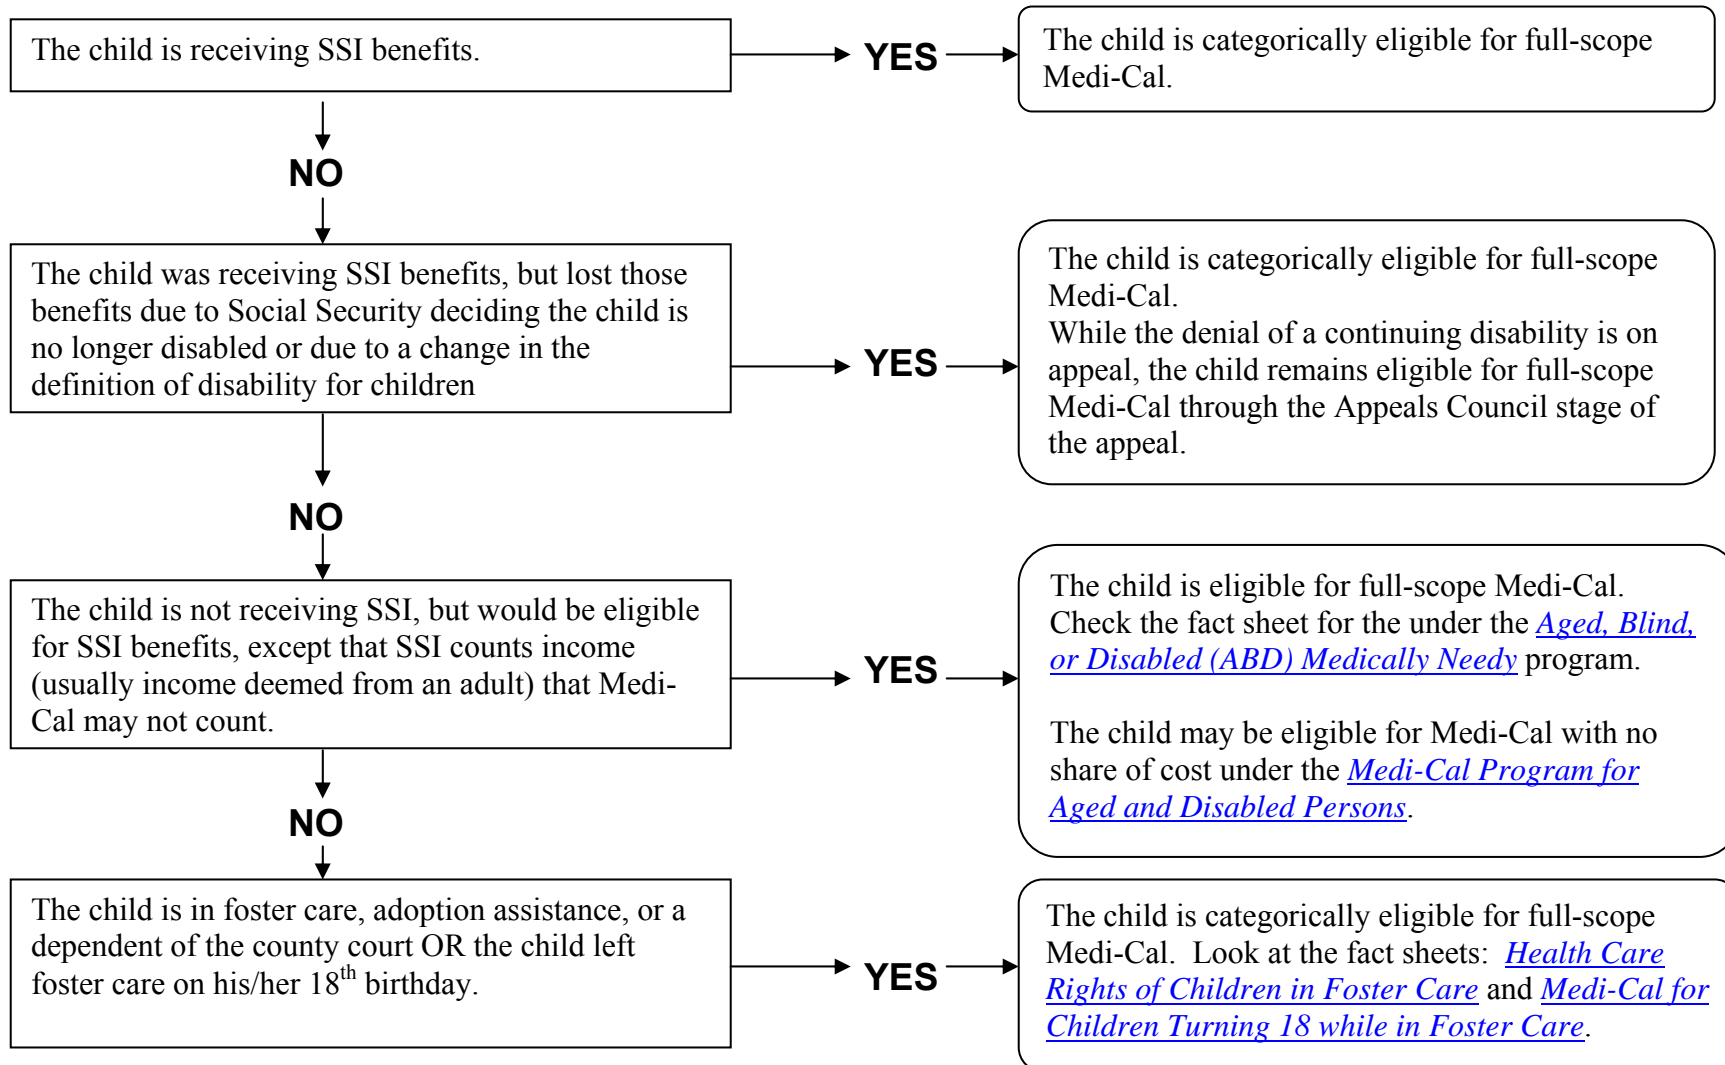 The child is receiving SSI benefits.
YES
The child is categorically eligible for full-scope
Medi-Cal.
NO
The child was receiving SSI benefits, but lost those
benefits due to Social Security deciding the child is
no longer disabled or due to a change in the
definition of disability for children
YES
The child is categorically eligible for full-scope
Medi-Cal.
While the denial of a continuing disability is on
appeal, the child remains eligible for full-scope
Medi-Cal through the Appeals Council stage of
the appeal.
NO
The child is not receiving SSI, but would be eligible
for SSI benefits, except that SSI counts income
(usually income deemed from an adult) that Medi-
Cal may not count.
YES
The child is eligible for full-scope Medi-Cal.
Check the fact sheet for the under the Aged, Blind,
or Disabled (ABD) Medically Needy program.
The child may be eligible for Medi-Cal with no
share of cost under the Medi-Cal Program for
Aged and Disabled Persons.
NO
The child is in foster care, adoption assistance, or a
dependent of the county court OR the child left
foster care on his/her 18th birthday.
YES
The child is categorically eligible for full-scope
Medi-Cal. Look at the fact sheets: Health Care
Rights of Children in Foster Care and Medi-Cal for
Children Turning 18 while in Foster Care.